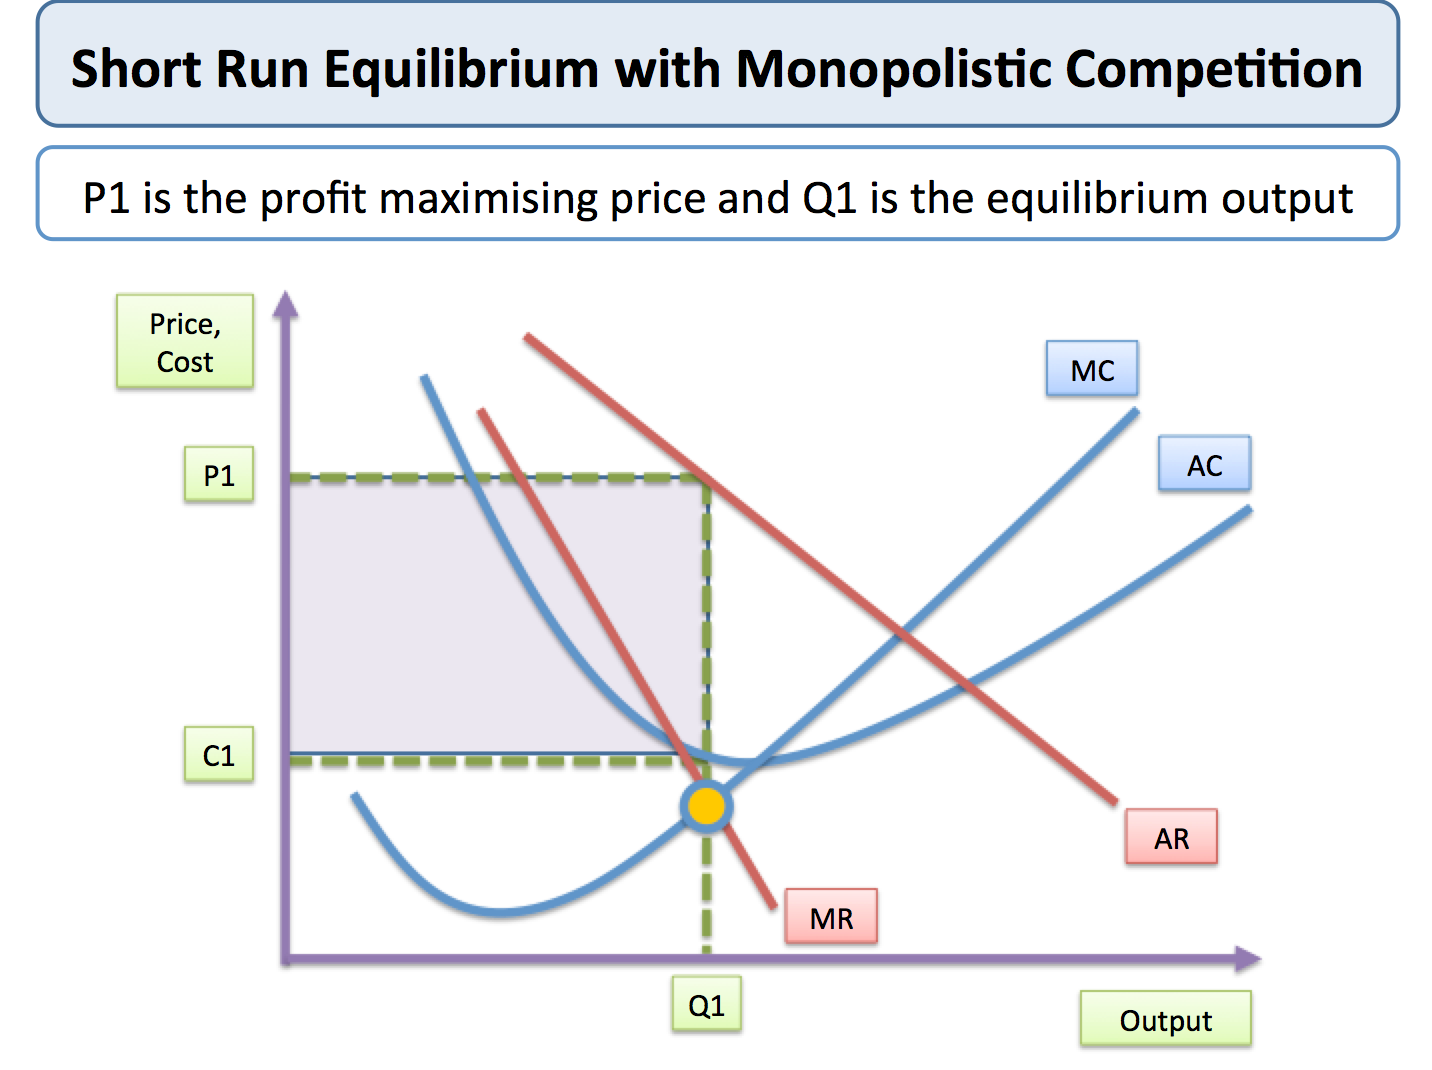 Short Run Equilibrium with Monopolistic Competition
P1 is the profit maximising price and Q1 is the equilibrium output
Price,
Cost
MC
AC
P1
C1
AR
MR
Q1
Output